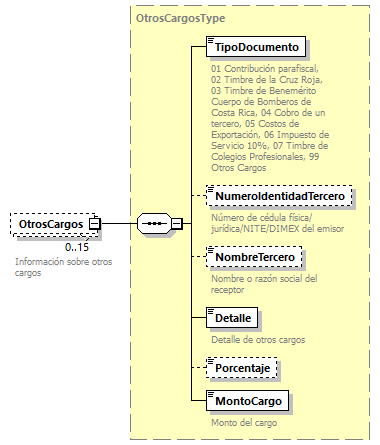 OtrosCargosType
TipoDocumento
01 Contribución parafiscal,
02 Timbre de la Cruz Roja,
03 Timbre de Benemérito
Cuerpo de Bomberos de
Costa Rica, 04 Cobro de un
tercero, 05 Costos de
Exportación, 06 Impuesto de
Servicio 10%, 07 Timbre de
Colegios Profesionales, 99
Otros Cargos
NumeroIdentidadTercero
Número de cédula física/
jurídica/NITE/DIMEX del emisor
OtrosCargos
0..15
Información sobre otros
cargos
NombreTercero
Nombre o razón social del
receptor
Detalle
Detalle de otros cargos
Porcentaje
MontoCargo
Monto del cargo